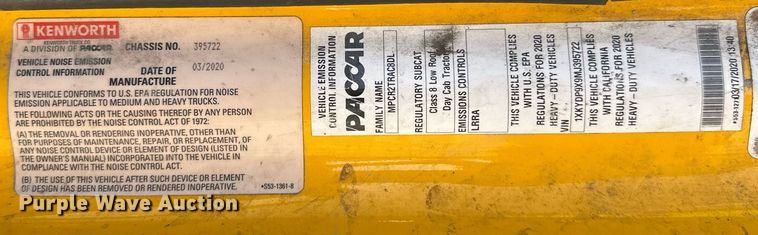 KENWORTH
KENWORTH TRUCK CO.
A DIVISION OF PACCAR
CHASSIS NO. 395722
VEHICLE NOISE EMISSION
CONTROL INFORMATION
DATE OF
MANUFACTURE
03/2020
THIS VEHICLE CONFORMS TO U.S. EPA REGULATION FOR NOISE
EMISSION APPLICABLE TO MEDIUM AND HEAVY TRUCKS.
THE FOLLOWING ACTS OR THE CAUSING THEREOF BY ANY PERSON
ARE PROHIBITED BY THE NOISE CONTROL ACT OF 1972:
(A) THE REMOVAL OR RENDERING INOPERATIVE, OTHER THAN
FOR PURPOSES OF MAINTENANCE, REPAIR, OR REPLACEMENT, OF
ANY NOISE CONTROL DEVICE OR ELEMENT OF DESIGN (LISTED IN
THE OWNER'S MANUAL) INCORPORATED INTO THE VEHICLE IN
COMPLIANCE WITH THE NOISE CONTROL ACT.
(B) THE USE OF THIS VEHICLE AFTER SUCH DEVICE OR ELEMENT
OF DESIGN HAS BEEN REMOVED OR RENDERED INOPERATIVE.
•S53-1361-8
VEHICLE EMISSION
CONTROL INFORMATION
PACCAR
FAMILY NAME
MPCR2TRAC8DL
REGULATORY SUBCAT
Class 8 Low Roof
Day Cab Tractor
EMISSIONS CONTROLS
LRRA
THIS VEHICLE COMPLIES
WITH U.S. EPA
REGULATIONS FOR 2020
HEAVY-DUTY VEHICLES
VIN
1XKYDP9X9MJ395722
THIS VEHICLE COMPLIES
WITH CALIFORNIA
REGULATIONS FOR 2020
HEAVY-DUTY VEHICLES
03/17/2020 13:40
Purple Wave Auction